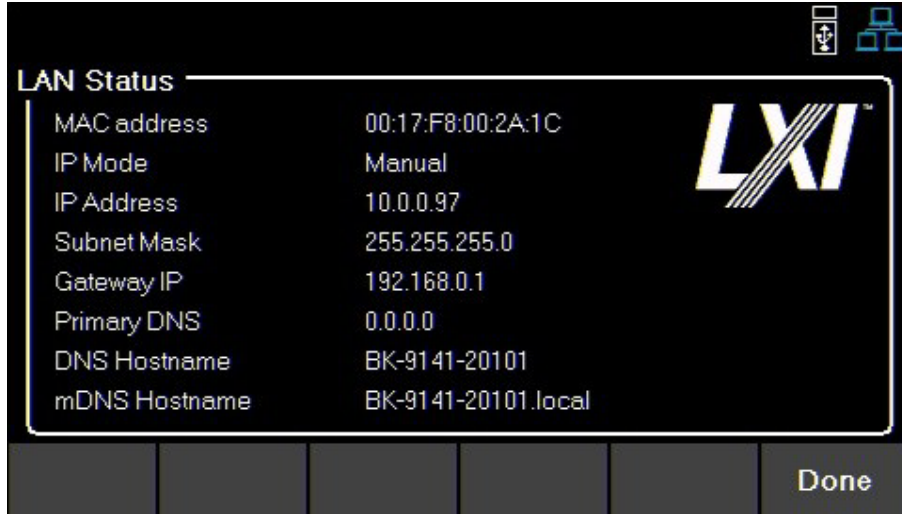 LAN Status
MAC address 00:17:F8:00:2A:1C
IP Mode Manual
IP Address 10.0.0.97
Subnet Mask 255.255.255.0
Gateway IP 192.168.0.1
Primary DNS 0.0.0.0
DNS Hostname BK-9141-20101
mDNS Hostname BK-9141-20101.local
LXI™
Done